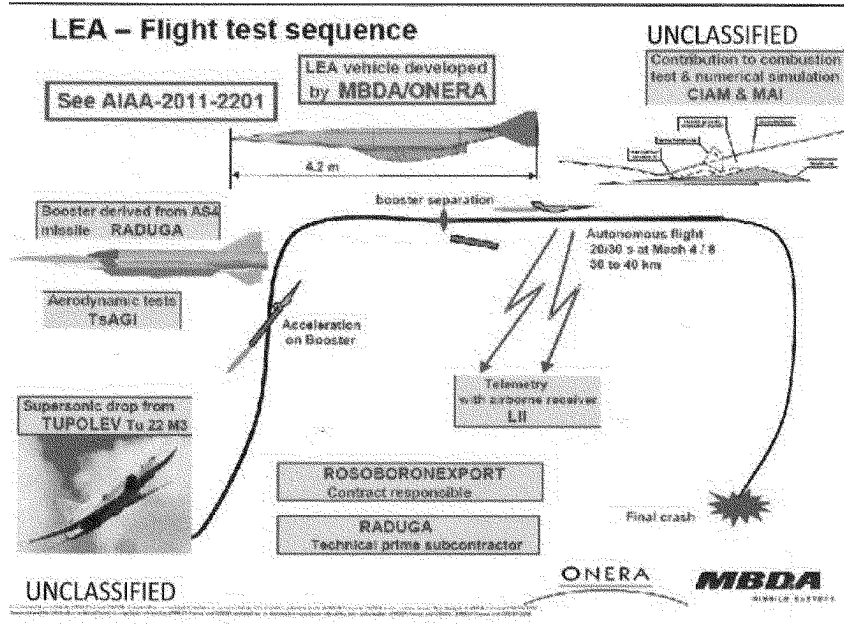 LEA – Flight test sequence
UNCLASSIFIED
See AIAA-2011-2201
LEA vehicle developed
by MBDA/ONERA
Contribution to combustion
test & numerical simulation
CIAM & MAI
4.2 m
booster separation
Booster derived from AS4
missile RADUGA
Autonomous flight
20/30 s at Mach 4 / 8
30 to 40 km
Aerodynamic tests
TsAGI
Acceleration
on Booster
Telemetry
with airborne receiver
LII
Supersonic drop from
TUPOLEV Tu 22 M3
ROSOBORONEXPORT
Contract responsible
RADUGA
Technical prime subcontractor
Final crash
UNCLASSIFIED
ONERA
MBDA
MISSILE SYSTEMS